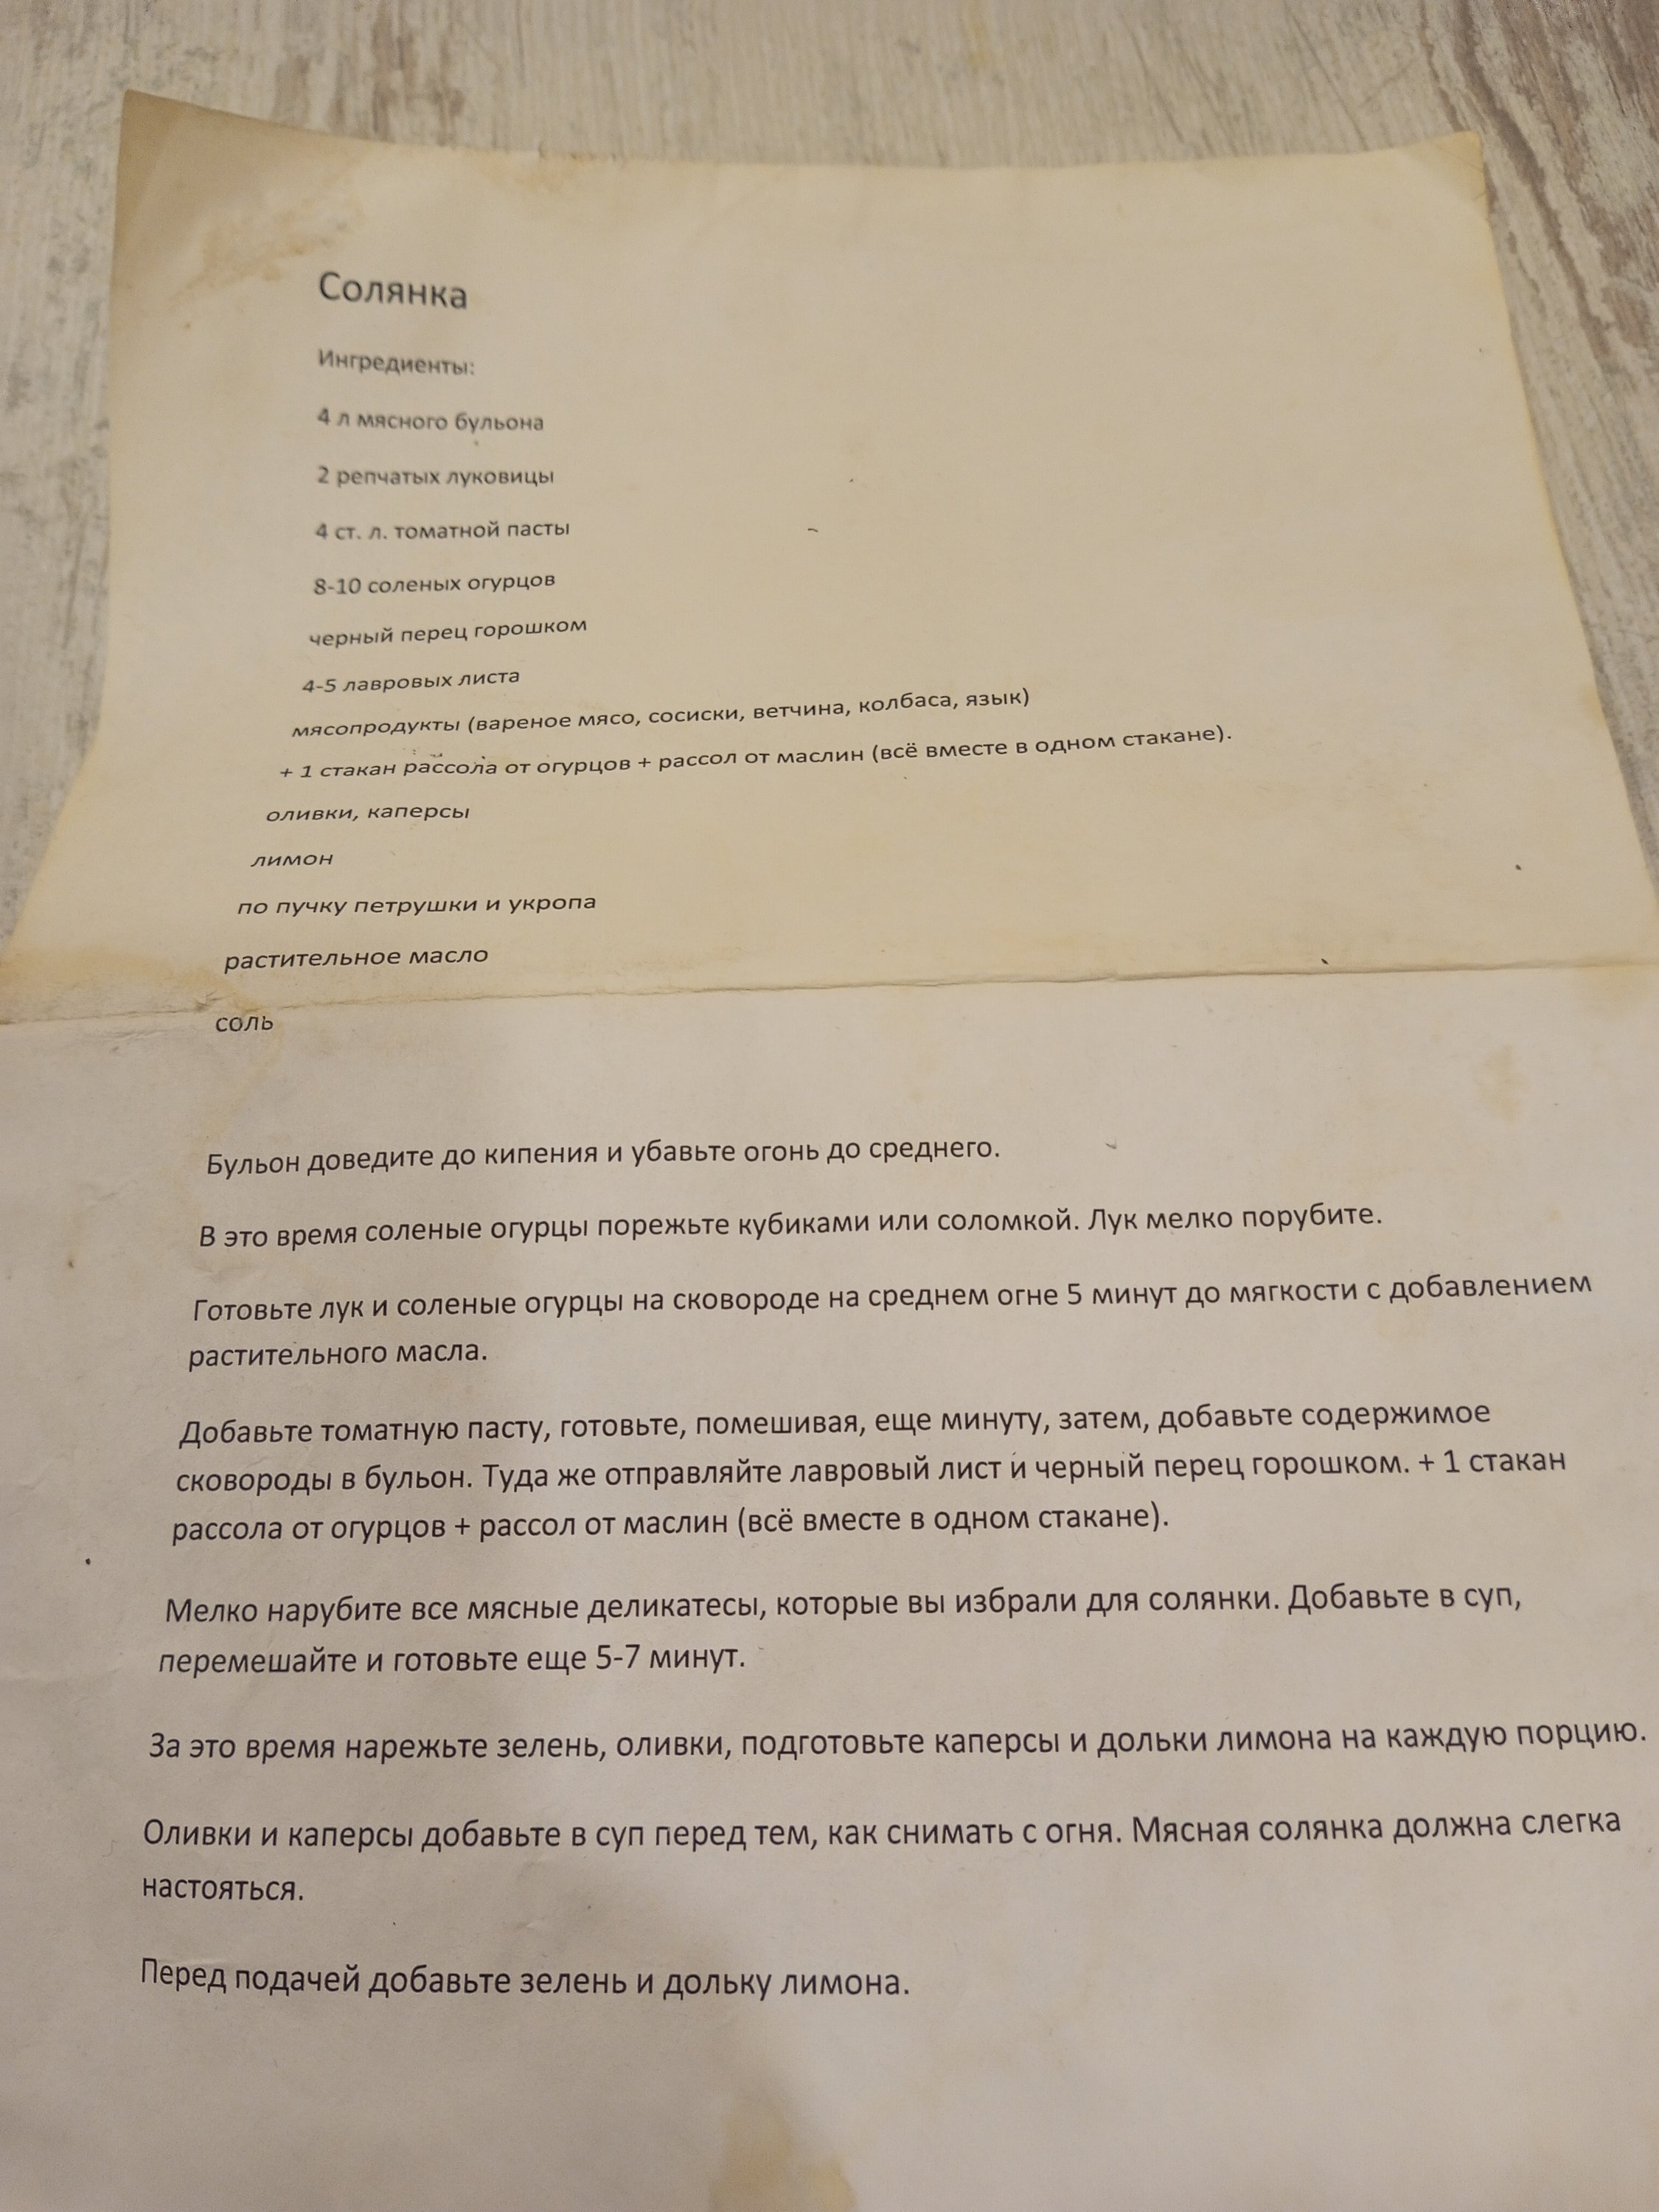 Солянка
Ингредиенты:
4 л мясного бульона
2 репчатых луковицы
4 ст. л. томатной пасты
8-10 соленых огурцов
черный перец горошком
4-5 лавровых листа
мясопродукты (вареное мясо, сосиски, ветчина, колбаса, язык)
+ 1 стакан рассола от огурцов + рассол от маслин (всё вместе в одном стакане).
оливки, каперсы
лимон
по пучку петрушки и укропа
растительное масло
соль
Бульон доведите до кипения и убавьте огонь до среднего.
В это время соленые огурцы порежьте кубиками или соломкой. Лук мелко порубите.
Готовьте лук и соленые огурцы на сковороде на среднем огне 5 минут до мягкости с добавлением
растительного масла.
Добавьте томатную пасту, готовьте, помешивая, еще минуту, затем, добавьте содержимое
сковороды в бульон. Туда же отправляйте лавровый лист и черный перец горошком. + 1 стакан
рассола от огурцов + рассол от маслин (всё вместе в одном стакане).
Мелко нарубите все мясные деликатесы, которые вы избрали для солянки. Добавьте в суп,
перемешайте и готовьте еще 5-7 минут.
За это время нарежьте зелень, оливки, подготовьте каперсы и дольки лимона на каждую порцию.
Оливки и каперсы добавьте в суп перед тем, как снимать с огня. Мясная солянка должна слегка
настояться.
Перед подачей добавьте зелень и дольку лимона.